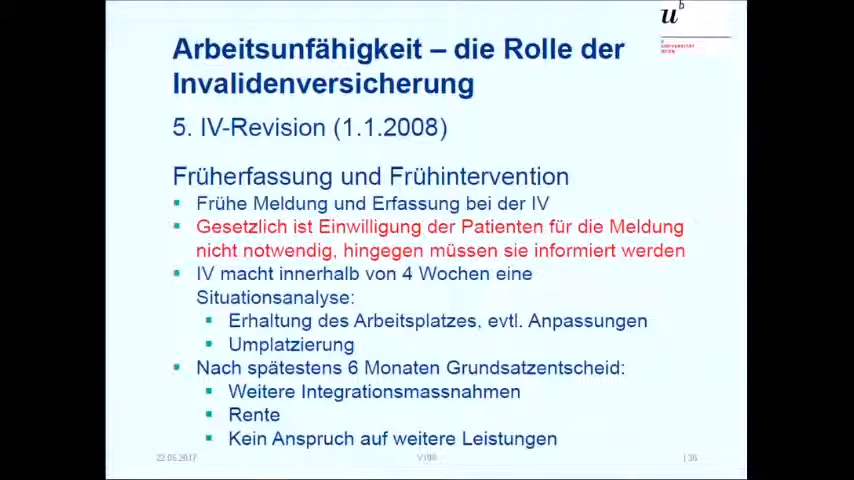 u
b
UNIVERSITÄT
BERN
Arbeitsunfähigkeit – die Rolle der
Invalidenversicherung
5. IV-Revision (1.1.2008)
Früherfassung und Frühintervention
Frühe Meldung und Erfassung bei der IV
Gesetzlich ist Einwilligung der Patienten für die Meldung
nicht notwendig, hingegen müssen sie informiert werden
IV macht innerhalb von 4 Wochen eine
Situationsanalyse:
Erhaltung des Arbeitsplatzes, evtl. Anpassungen
Umplatzierung
Nach spätestens 6 Monaten Grundsatzentscheid:
Weitere Integrationsmassnahmen
Rente
Kein Anspruch auf weitere Leistungen